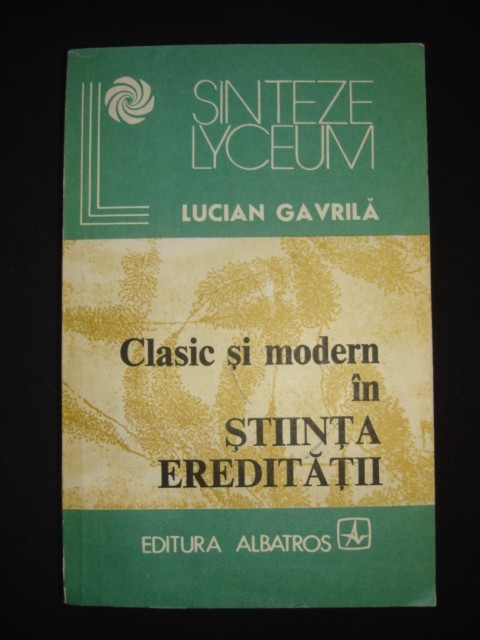 SINTEZE
LYCEUM
LUCIAN GAVRILĂ
Clasic și modern
în
ȘTIINȚA
EREDITĂȚII
EDITURA ALBATROS